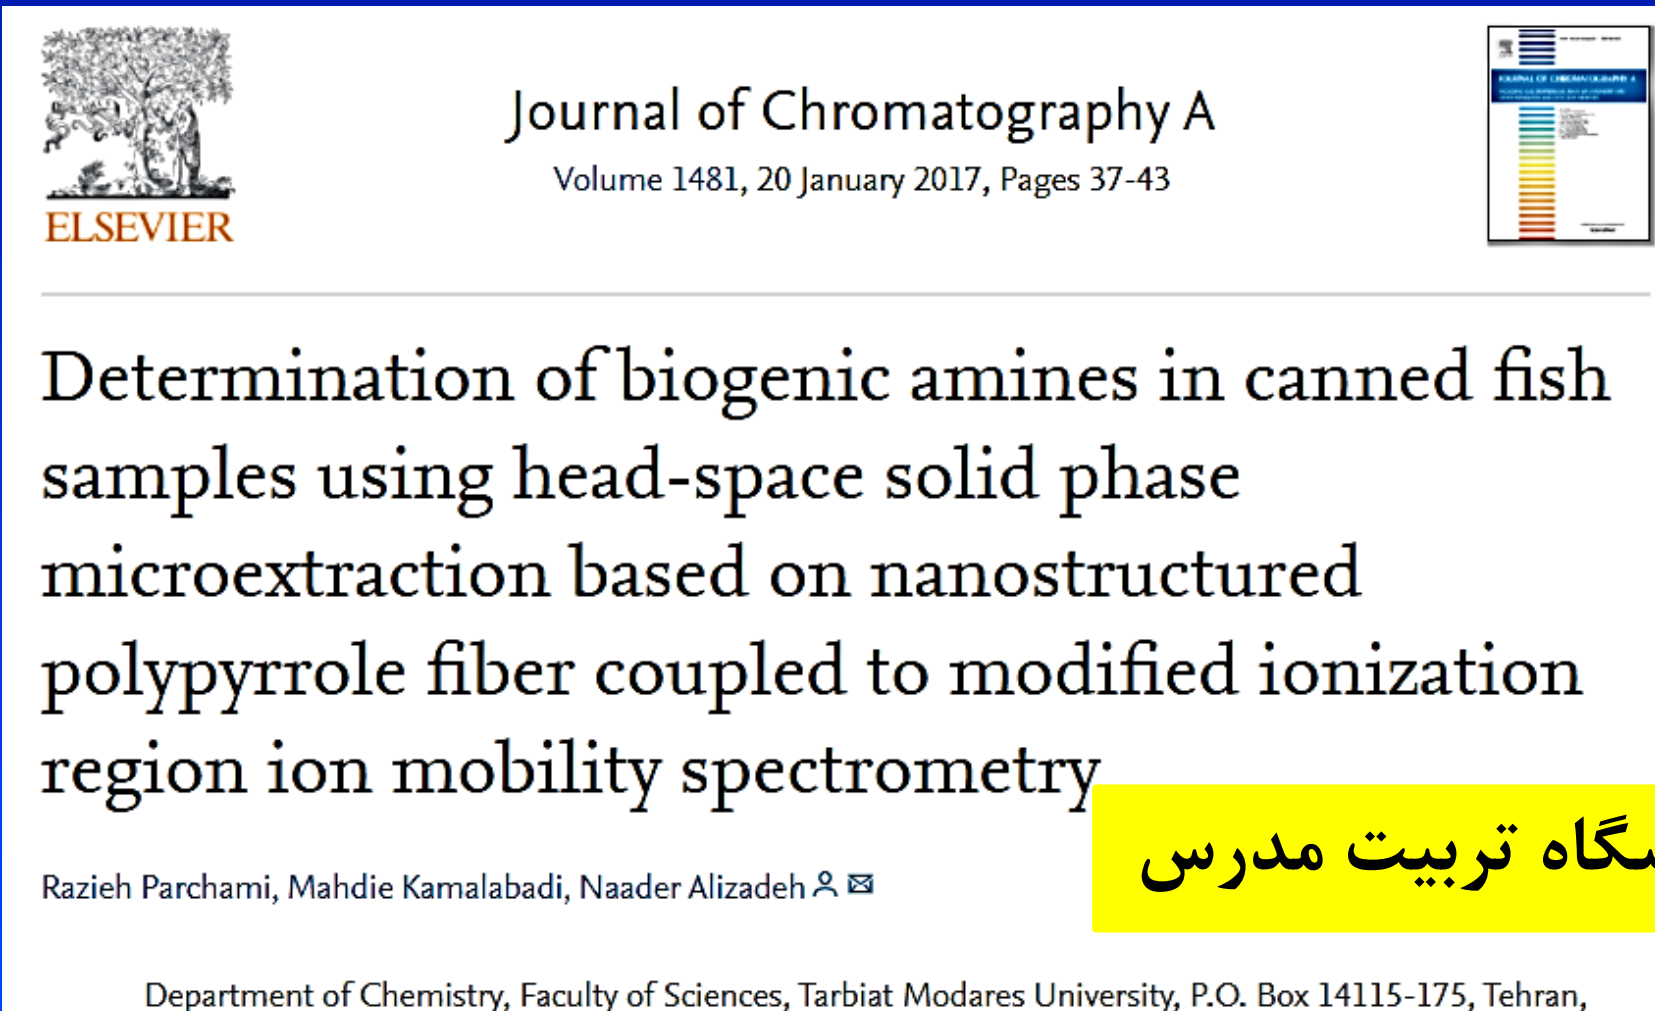 ELSEVIER
Journal of Chromatography A
Volume 1481, 20 January 2017, Pages 37-43
JOURNAL OF CHROMATOGRAPHY A
Determination of biogenic amines in canned fish
samples using head-space solid phase
microextraction based on nanostructured
polypyrrole fiber coupled to modified ionization
region ion mobility spectrometry
تربیت مدرس
Razieh Parchami, Mahdie Kamalabadi, Naader Alizadeh
Department of Chemistry, Faculty of Sciences, Tarbiat Modares University, P.O. Box 14115-175, Tehran,